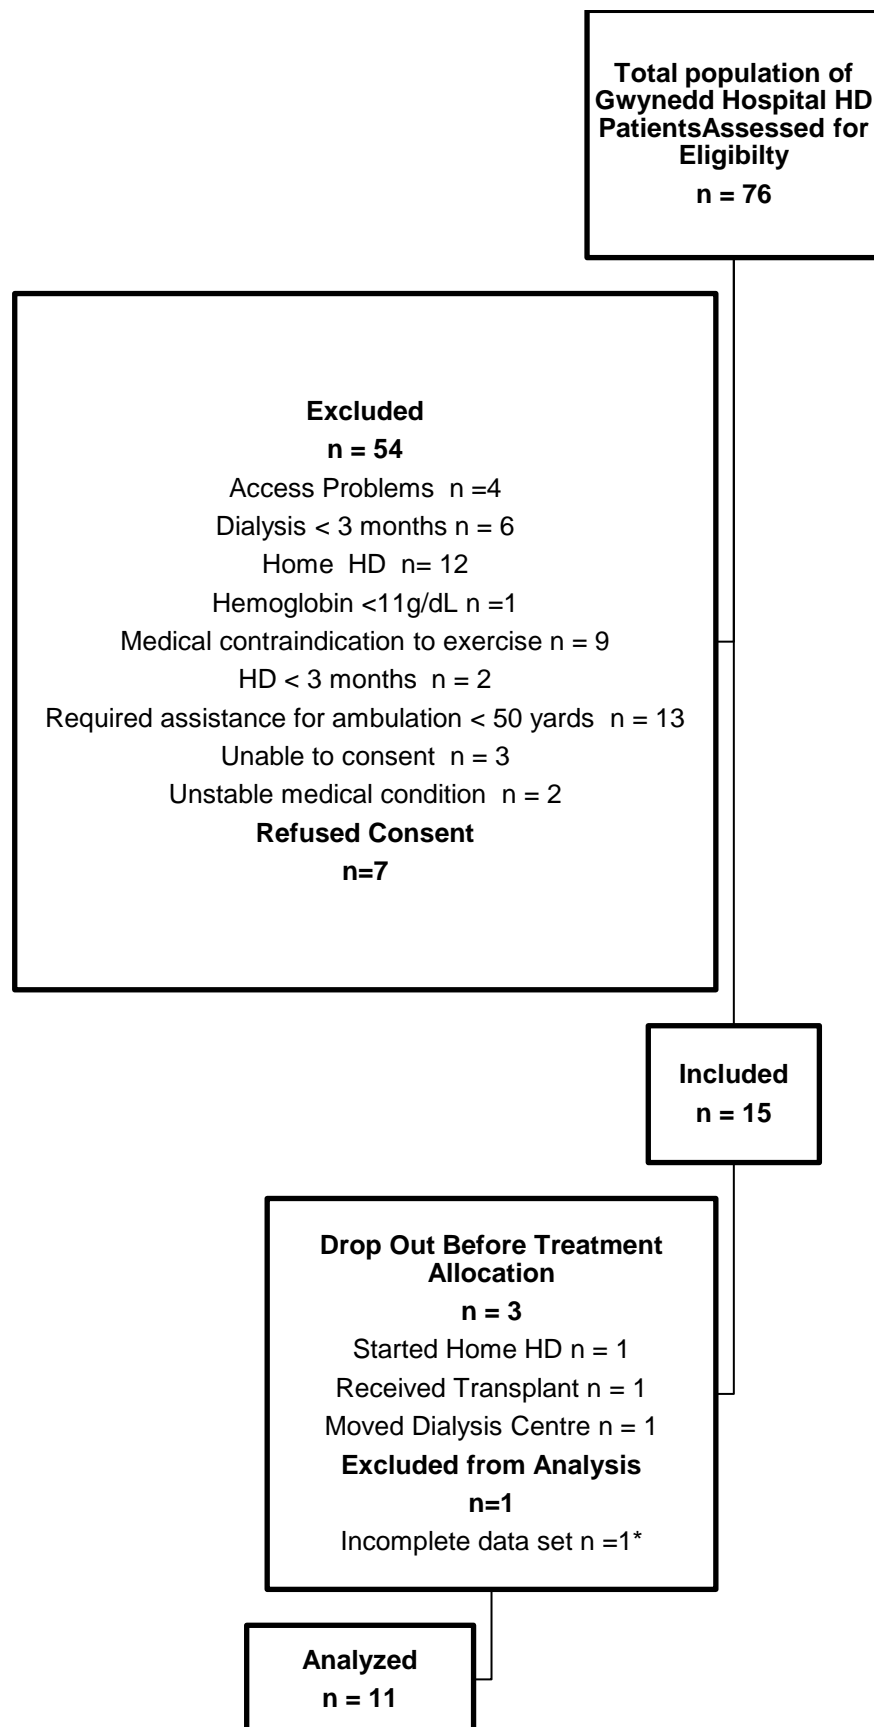 Total population of
Gwynedd Hospital HD
PatientsAssessed for
Eligibilty
n = 76
Excluded
n = 54
Access Problems n =4
Dialysis < 3 months n = 6
Home HD n= 12
Hemoglobin <11g/dL n =1
Medical contraindication to exercise n = 9
HD < 3 months n = 2
Required assistance for ambulation < 50 yards n = 13
Unable to consent n = 3
Unstable medical condition n = 2
Refused Consent
n=7
Included
n = 15
Drop Out Before Treatment
Allocation
n = 3
Started Home HD n = 1
Received Transplant n = 1
Moved Dialysis Centre n = 1
Excluded from Analysis
n=1
Incomplete data set n =1*
Analyzed
n = 11